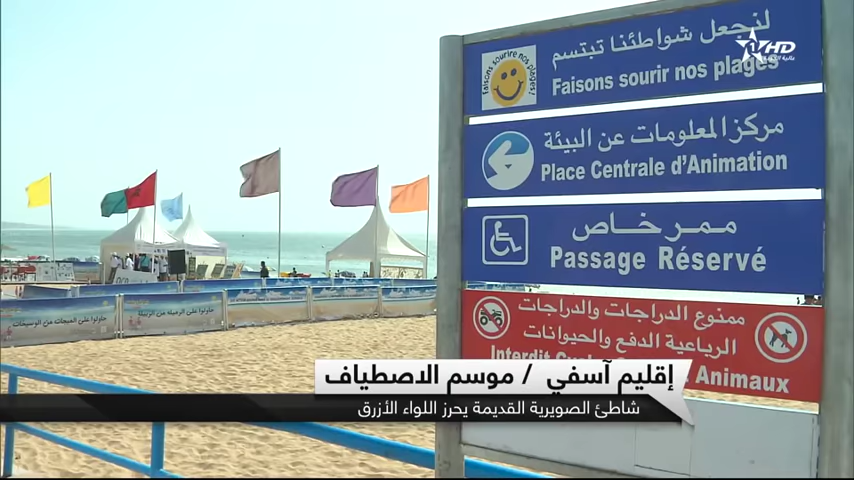 لنجعل شواطئنا تبتسم
Faisons sourire nos plages!
Faisons sourir nos plages
مركز المعلومات عن البيئة
Place Centrale d'Animation
ممر خاص
Passage Réservé
ممنوع الدراجات والدراجات
الرباعية الدفع والحيوانات
Interdit
Animaux
HD
إقليم آسفي / موسم الاصطياف
شاطئ الصويرية القديمة يحرز اللواء الأزرق